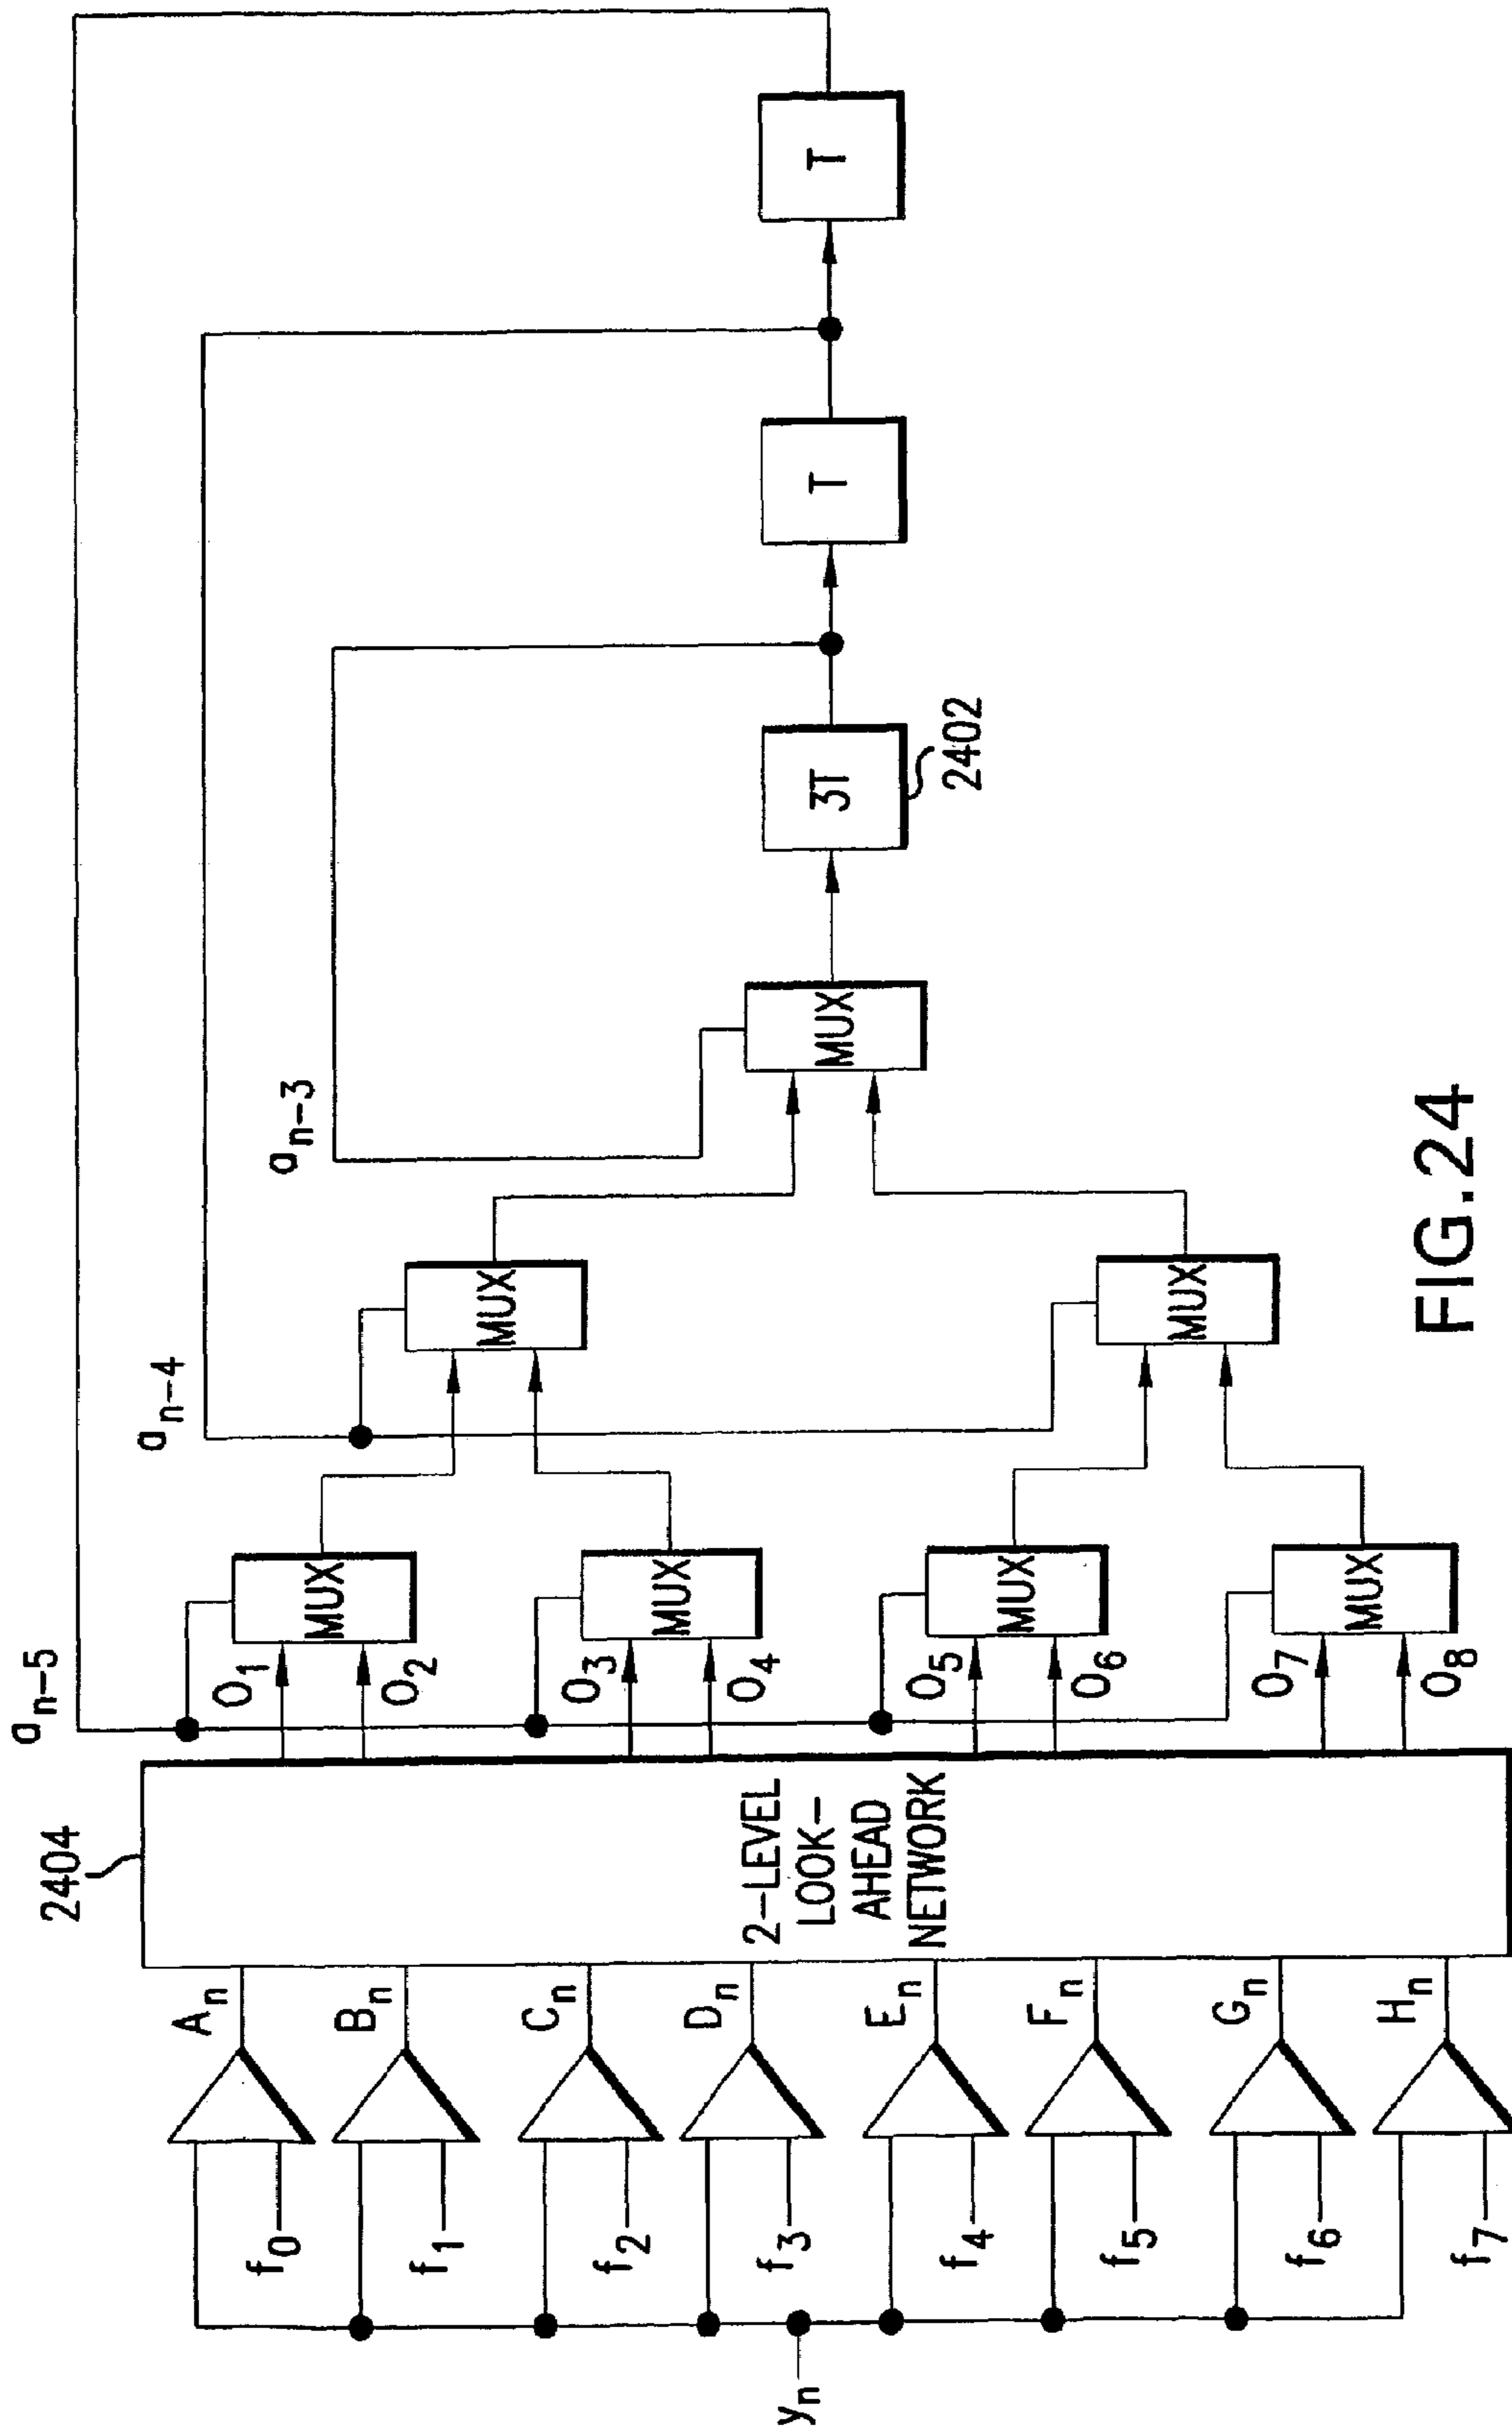 a_{n-5}
a_{n-4}
a_{n-3}
2404
y_n
f_0
f_1
f_2
f_3
f_4
f_5
f_6
f_7
A_n
B_n
C_n
D_n
E_n
F_n
G_n
H_n
2-LEVEL
LOOK-
AHEAD
NETWORK
O_1
O_2
O_3
O_4
O_5
O_6
O_7
O_8
MUX
MUX
MUX
MUX
MUX
MUX
MUX
3T
2402
T
T
FIG.24